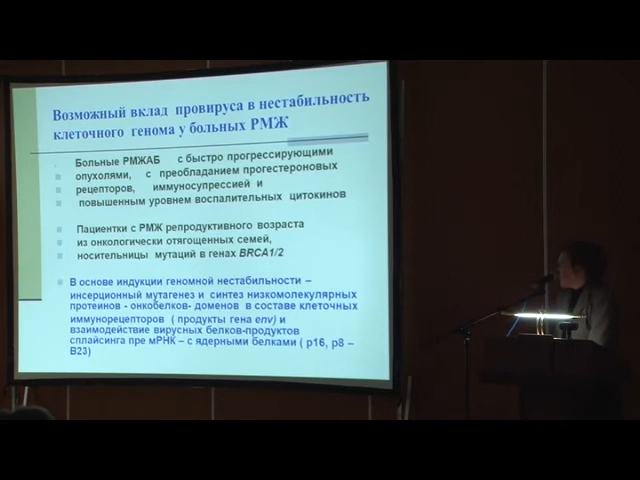 Возможный вклад провируса в нестабильность
клеточного генома у больных РМЖ
Больные РМЖАБ с быстро прогрессирующими
опухолями, с преобладанием прогестероновых
рецепторов, иммуносупрессией и
повышенным уровнем воспалительных цитокинов
Пациентки с РМЖ репродуктивного возраста
из онкологически отягощенных семей,
носительницы мутаций в генах BRCA1/2
В основе индукции геномной нестабильности –
инсерционный мутагенез и синтез низкомолекулярных
протеинов - онкобелков- доменов в составе клеточных
иммунорецепторов ( продукты гена env) и
взаимодействие вирусных белков-продуктов
сплайсинга пре мРНК – с ядерными белками ( p16, p8 –
B23)